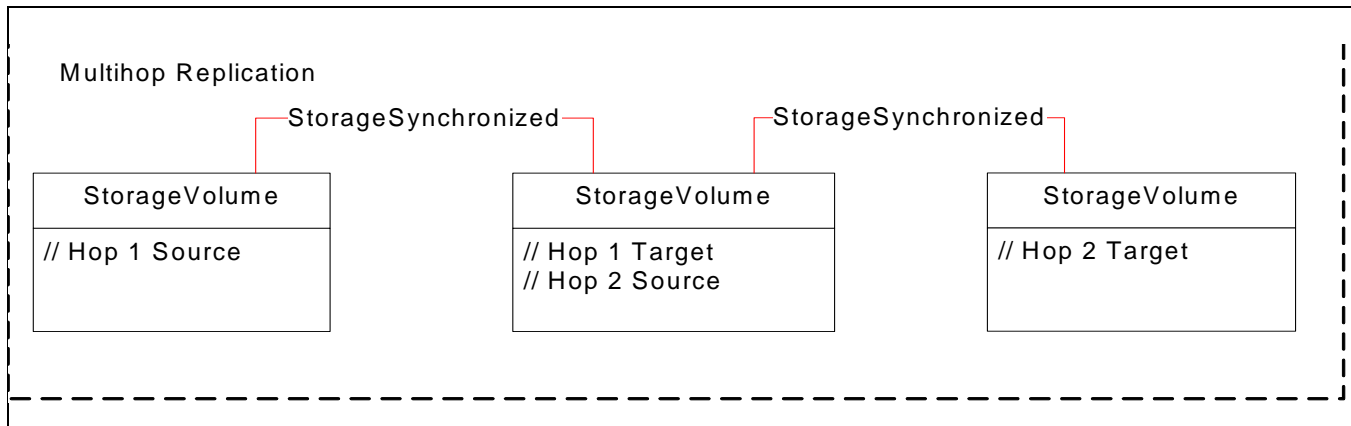 Multihop Replication
StorageSynchronized
StorageSynchronized
StorageVolume
// Hop 1 Source
StorageVolume
// Hop 1 Target
// Hop 2 Source
StorageVolume
// Hop 2 Target